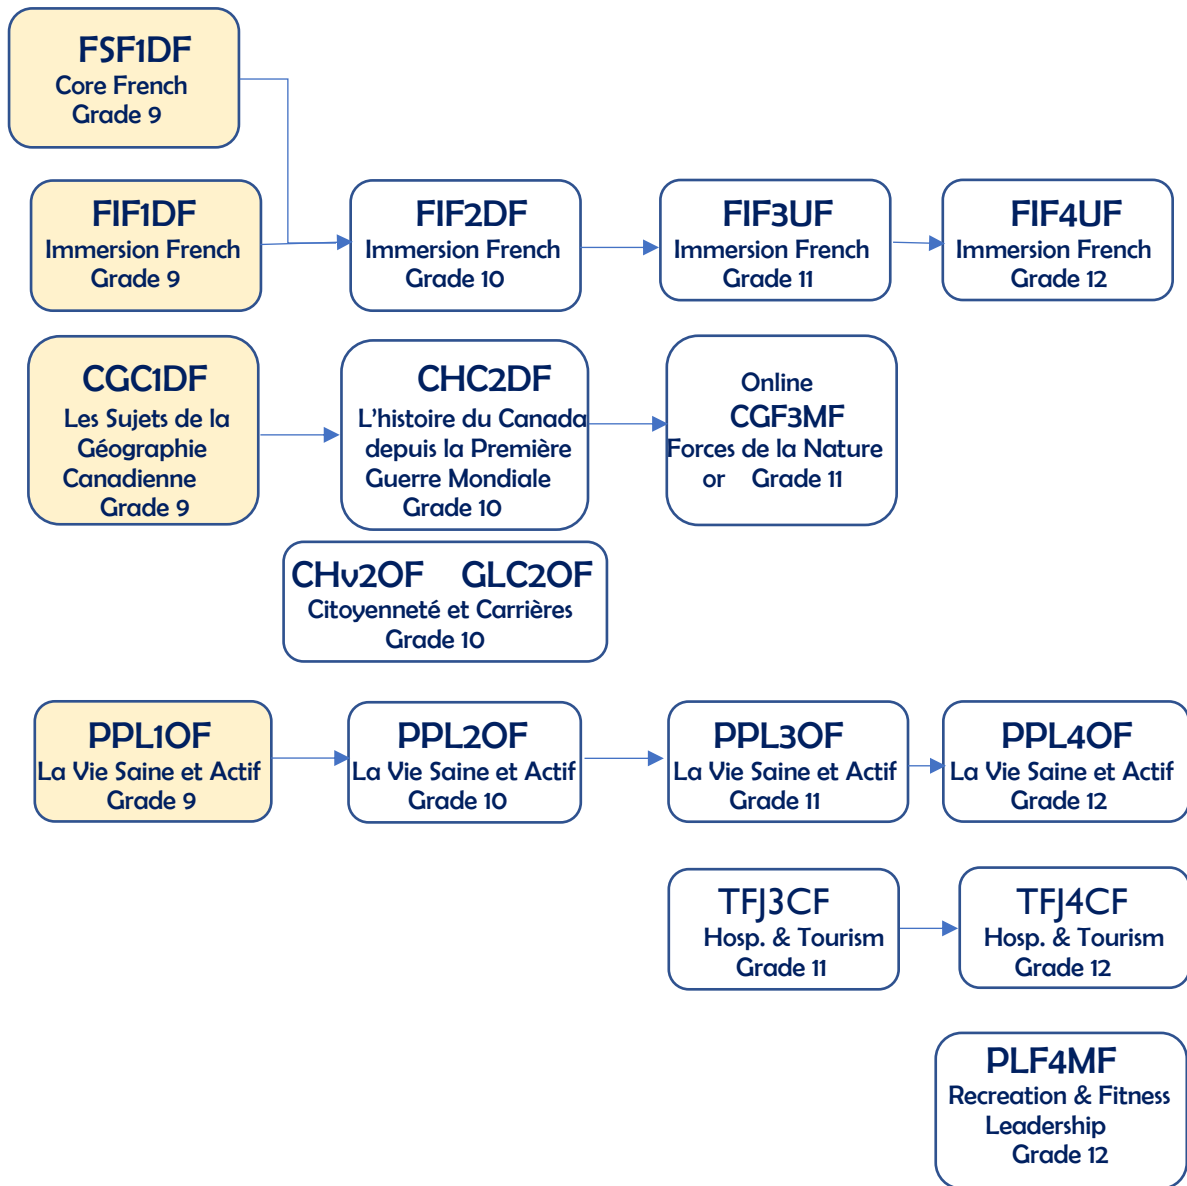 FSF1DF
Core French
Grade 9
FIF1DF
Immersion French
Grade 9
FIF2DF
Immersion French
Grade 10
FIF3UF
Immersion French
Grade 11
FIF4UF
Immersion French
Grade 12
CGC1DF
Les Sujets de la
Géographie
Canadienne
Grade 9
CHC2DF
L'histoire du Canada
depuis la Première
Guerre Mondiale
Grade 10
Online
CGF3MF
Forces de la Nature
or Grade 11
CHv2OF GLC2OF
Citoyenneté et Carrières
Grade 10
PPL1OF
La Vie Saine et Actif
Grade 9
PPL2OF
La Vie Saine et Actif
Grade 10
PPL3OF
La Vie Saine et Actif
Grade 11
PPL4OF
La Vie Saine et Actif
Grade 12
TFJ3CF
Hosp. & Tourism
Grade 11
TFJ4CF
Hosp. & Tourism
Grade 12
PLF4MF
Recreation & Fitness
Leadership
Grade 12